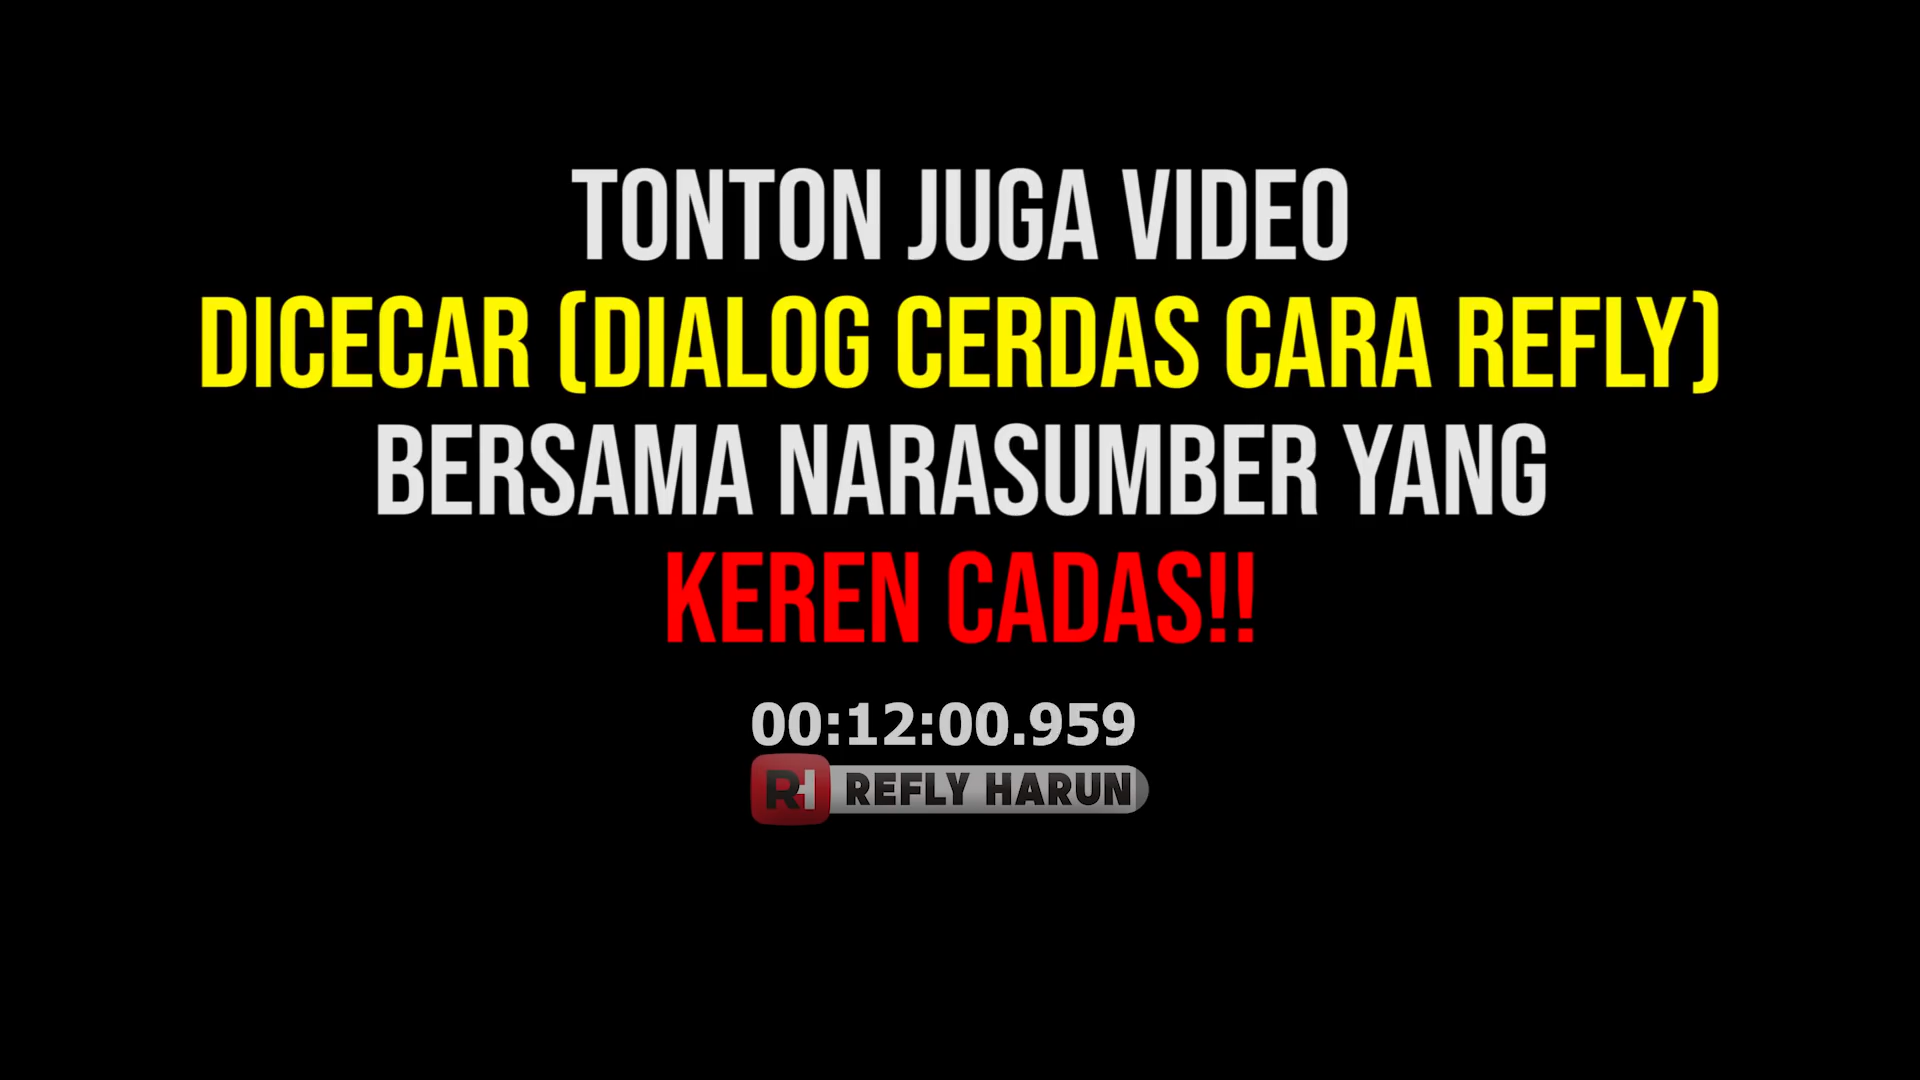 TONTON JUGA VIDEO
DICECAR (DIALOG CERDAS CARA REFLY)
BERSAMA NARASUMBER YANG
KEREN CADAS!!
00:12:00.959
RH REFLY HARUN